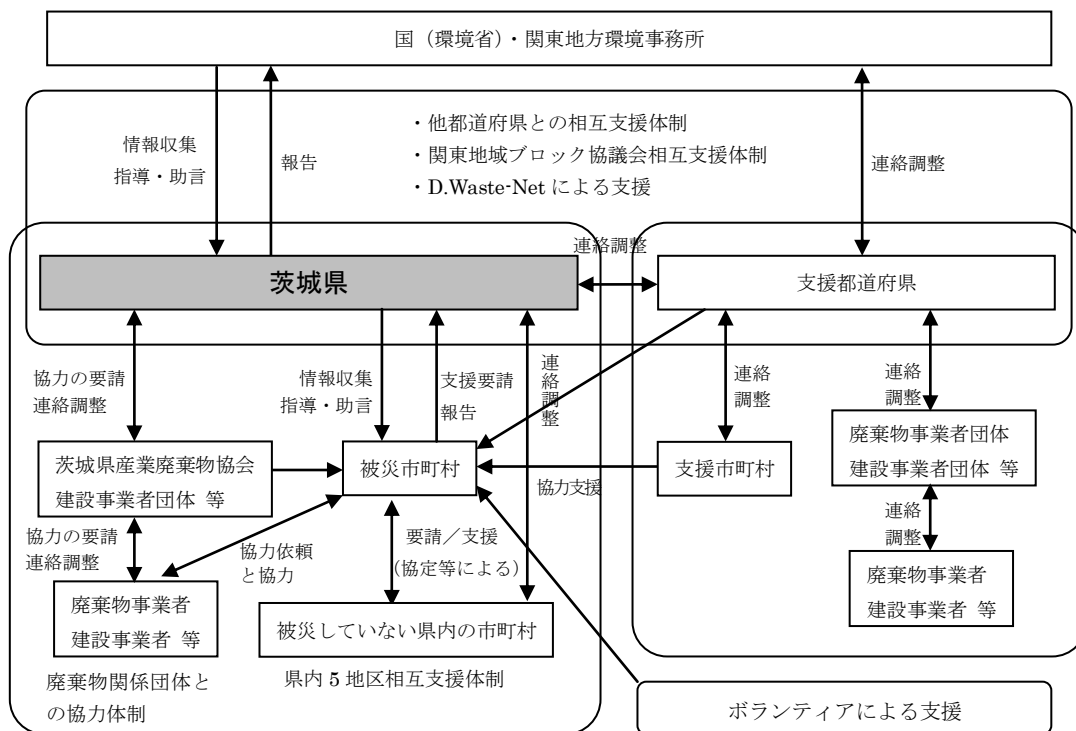 国（環境省）・関東地方環境事務所
情報収集
指導・助言
報告
・他都道府県との相互支援体制
・関東地域ブロック協議会相互支援体制
・D.Waste-Net による支援
連絡調整
連絡調整
茨城県
支援都道府県
協力の要請
連絡調整
情報収集
指導・助言
支援要請
報告
連絡調整
連絡
調整
連絡
調整
茨城県産業廃棄物協会
建設事業者団体 等
被災市町村
支援市町村
廃棄物事業者団体
建設事業者団体 等
協力支援
協力の要請
連絡調整
協力依頼
と協力
要請／支援
（協定等による）
連絡
調整
廃棄物事業者
建設事業者 等
被災していない県内の市町村
廃棄物事業者
建設事業者 等
廃棄物関係団体と
の協力体制
県内 5 地区相互支援体制
ボランティアによる支援